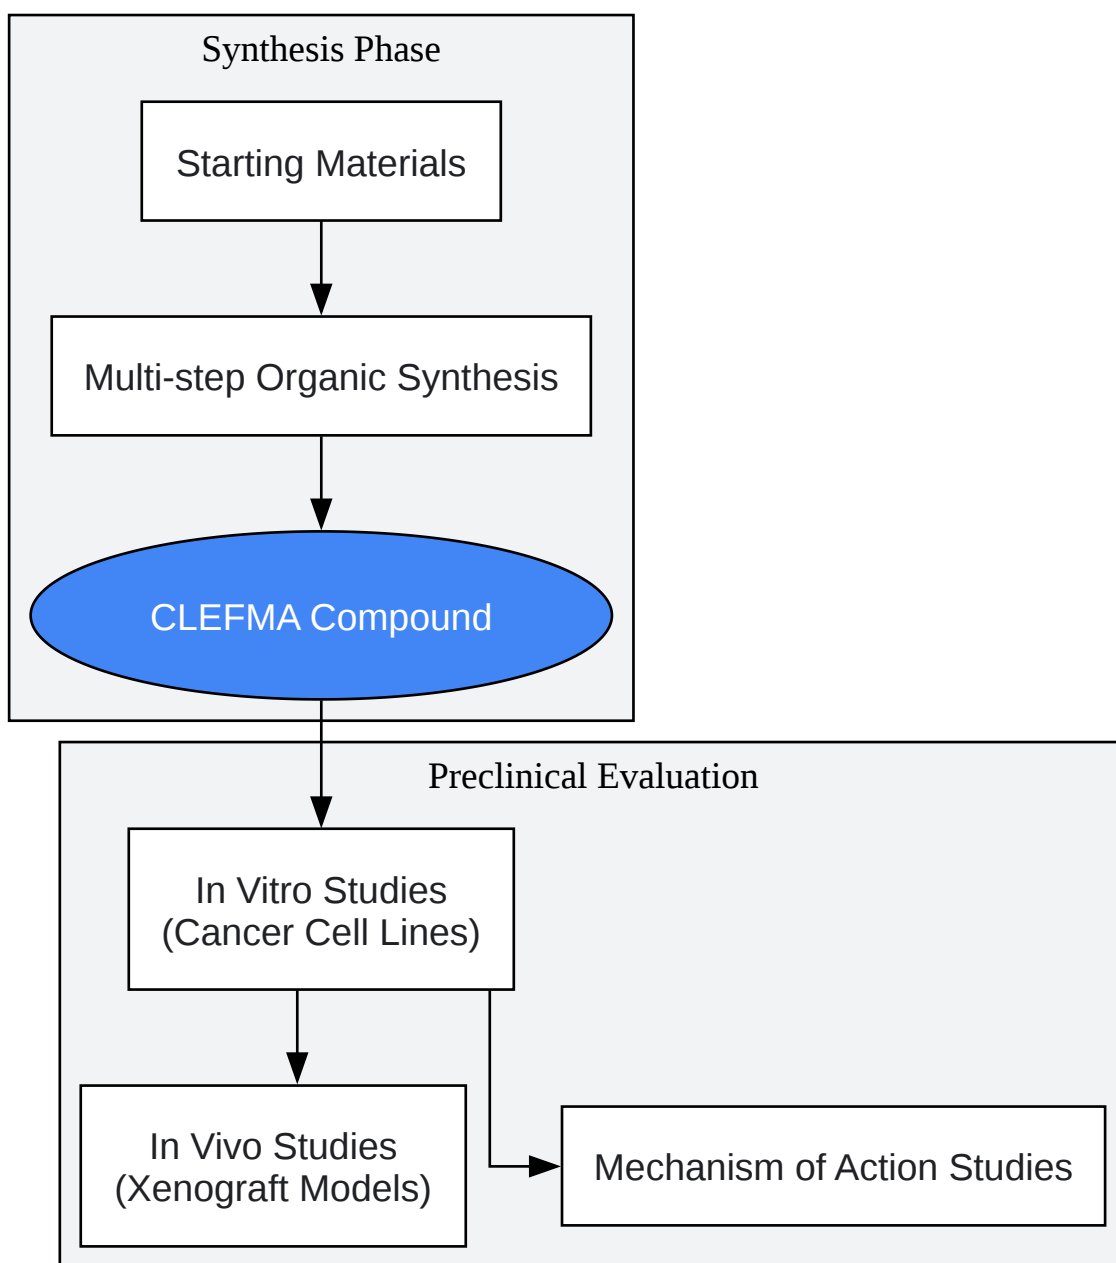 Synthesis Phase
Starting Materials
Multi-step Organic Synthesis
CLEFMA Compound
Preclinical Evaluation
In Vitro Studies
(Cancer Cell Lines)
In Vivo Studies
(Xenograft Models)
Mechanism of Action Studies